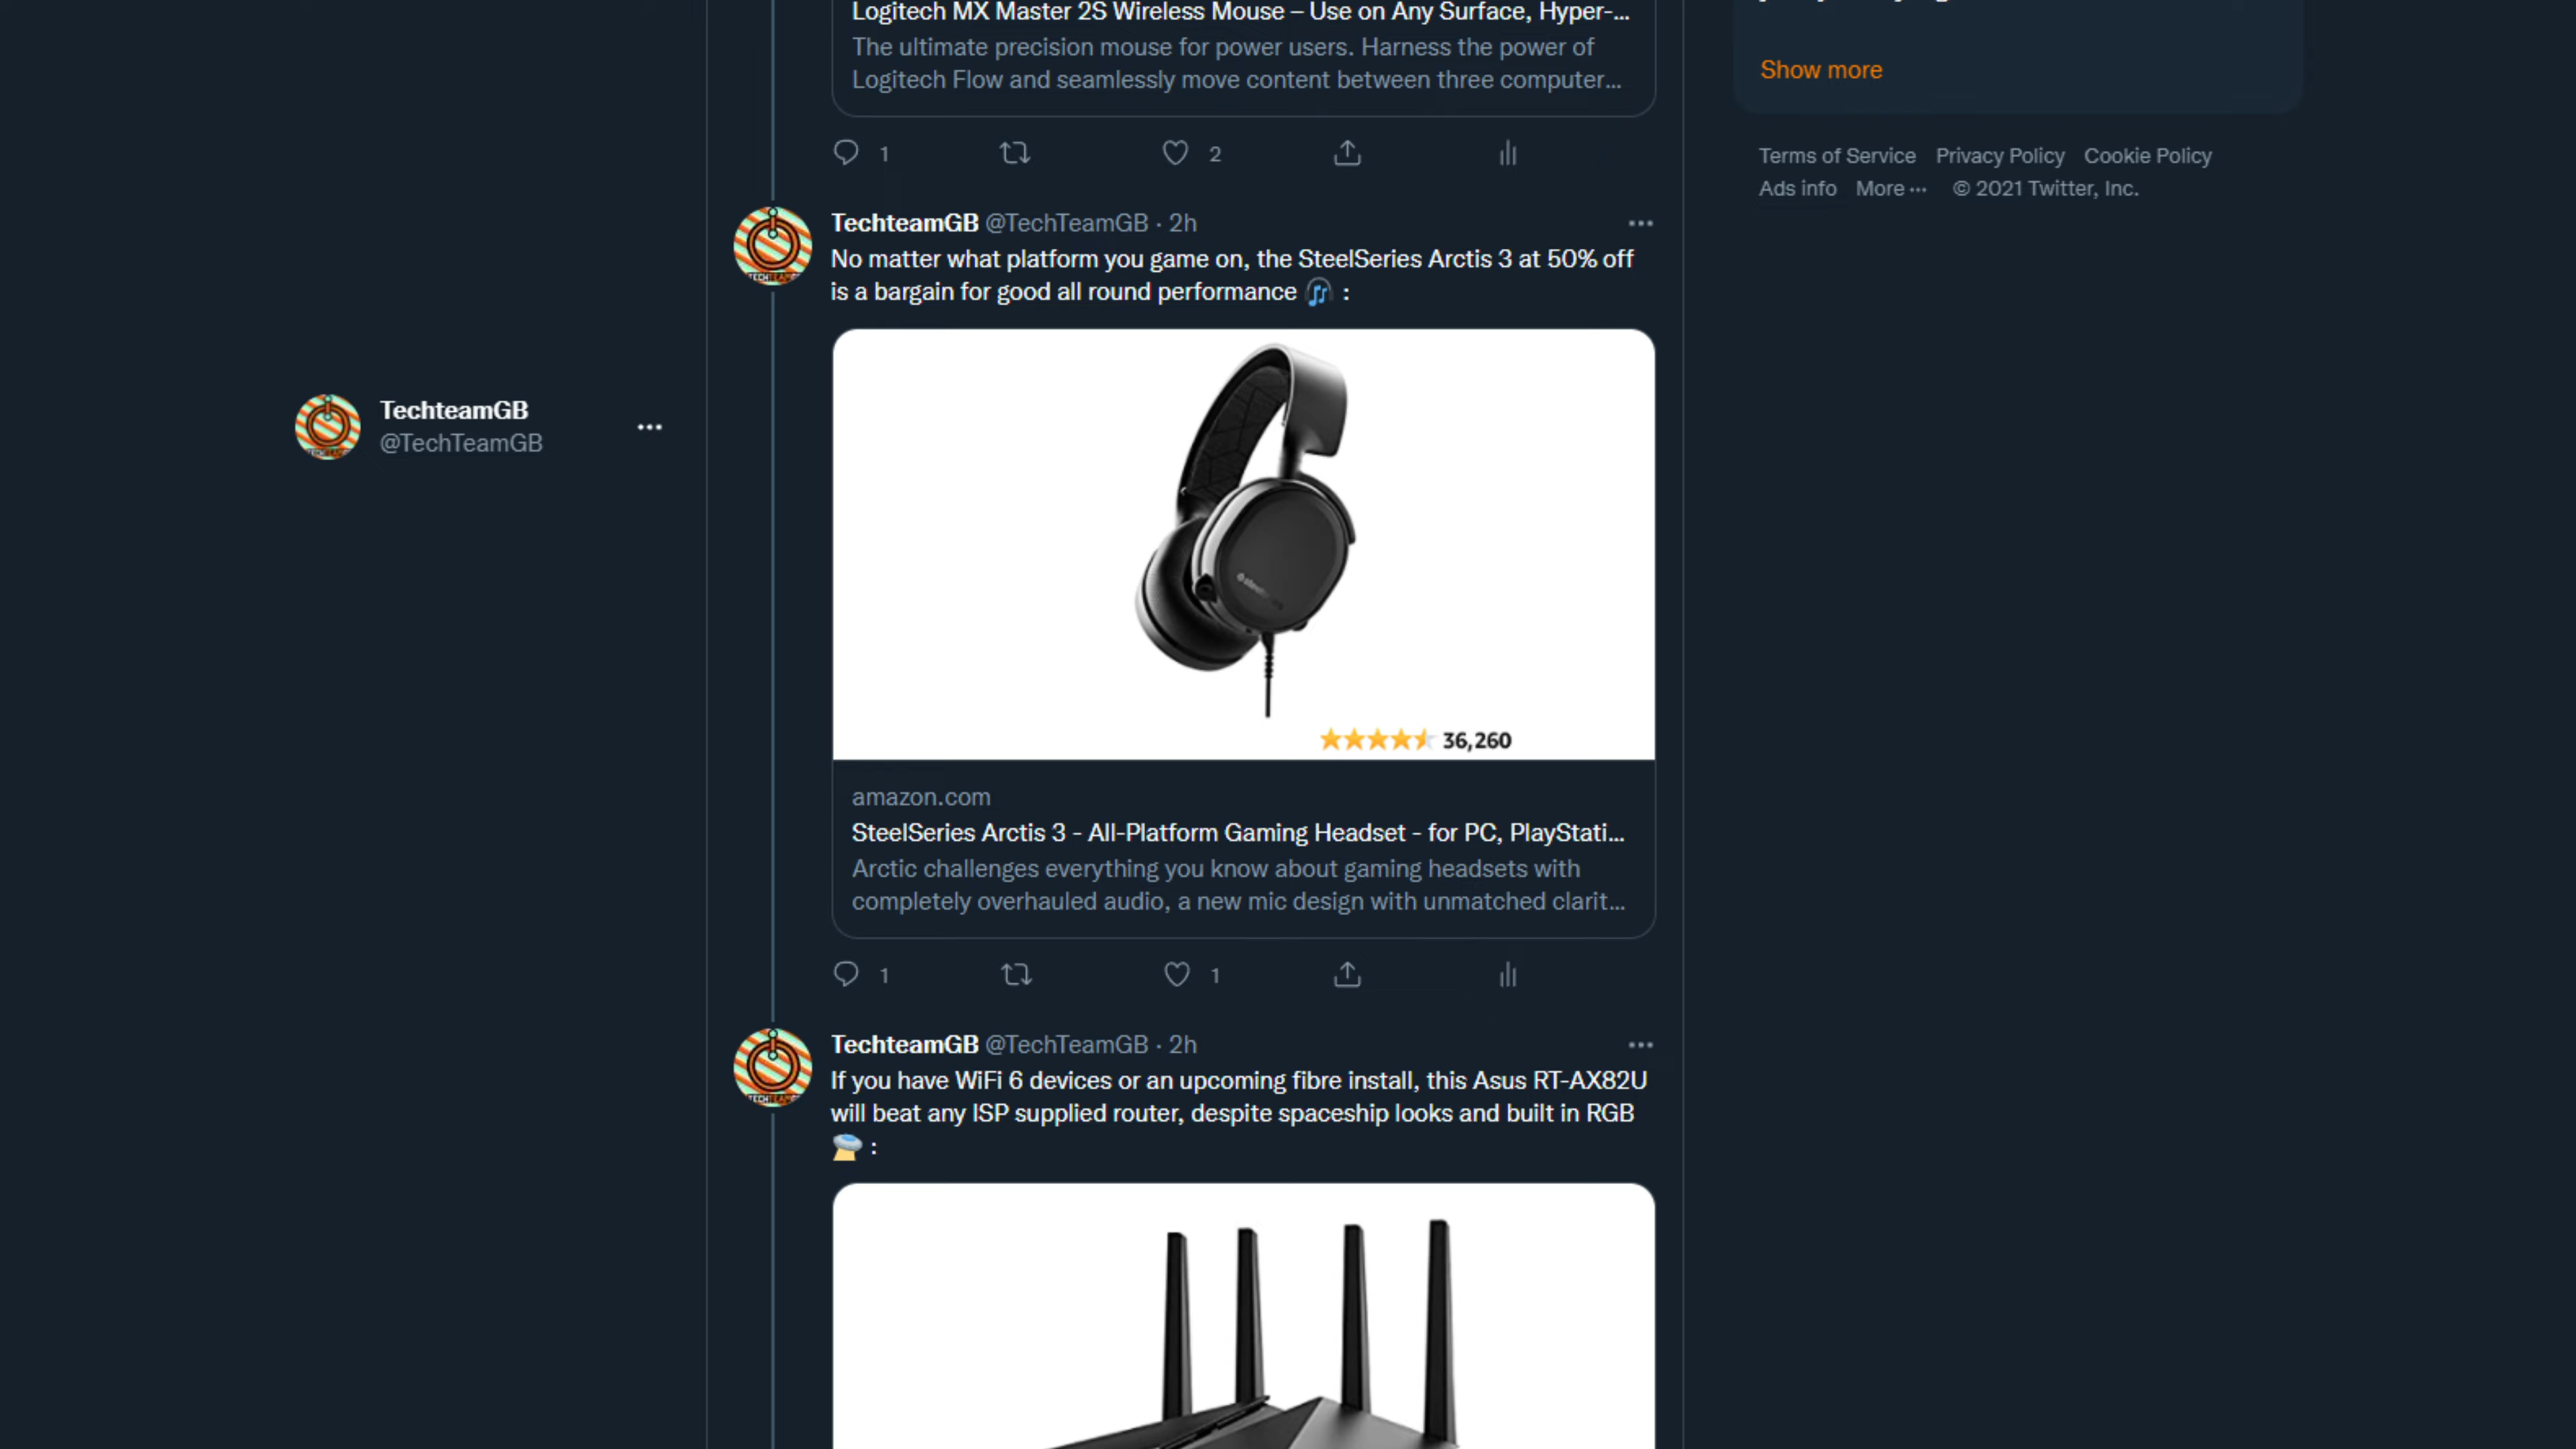 Logitech MX Master 2S Wireless Mouse – Use on Any Surface, Hyper-...
The ultimate precision mouse for power users. Harness the power of
Logitech Flow and seamlessly move content between three computer...
1
2
TechteamGB @TechTeamGB · 2h
No matter what platform you game on, the SteelSeries Arctis 3 at 50% off
is a bargain for good all round performance 🎧 :
steelseries
36,260
amazon.com
SteelSeries Arctis 3 - All-Platform Gaming Headset - for PC, PlayStati...
Arctic challenges everything you know about gaming headsets with
completely overhauled audio, a new mic design with unmatched clarit...
1
1
TechteamGB @TechTeamGB · 2h
If you have WiFi 6 devices or an upcoming fibre install, this Asus RT-AX82U
will beat any ISP supplied router, despite spaceship looks and built in RGB
🛸 :
TechteamGB
@TechTeamGB
Show more
Terms of Service Privacy Policy Cookie Policy
Ads info More ··· © 2021 Twitter, Inc.